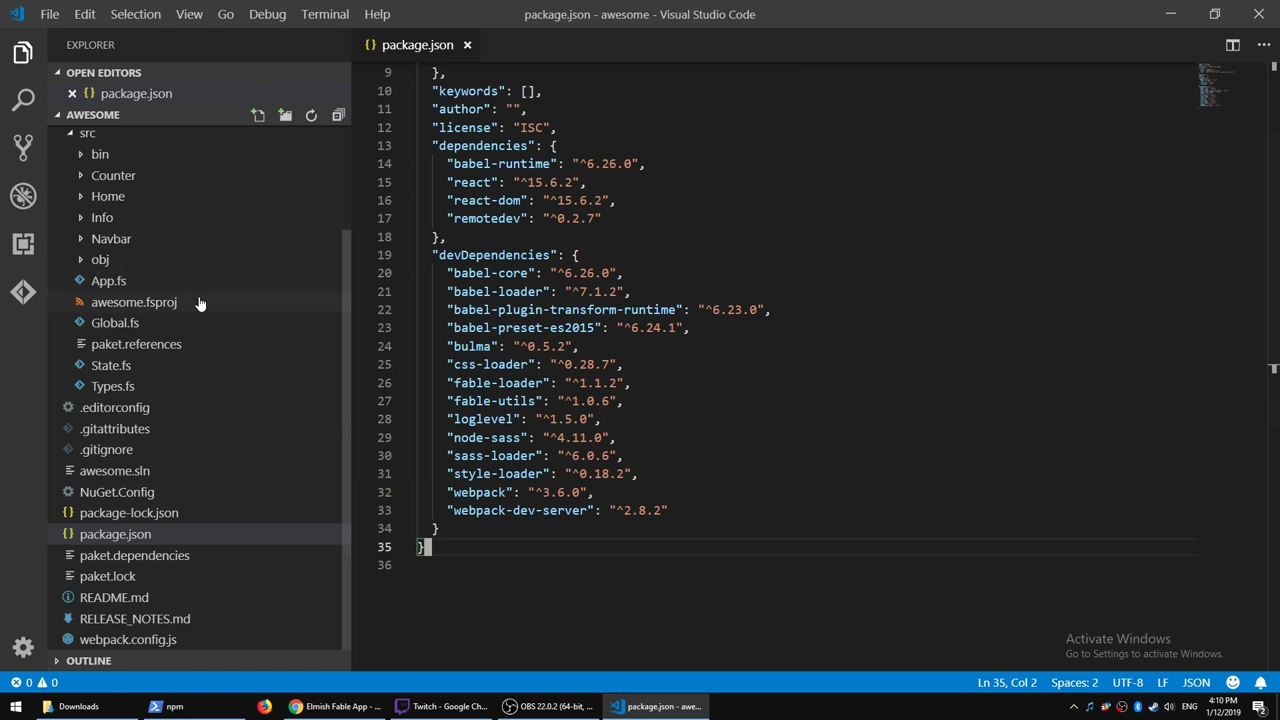 File Edit Selection View Go Debug Terminal Help
package.json - awesome - Visual Studio Code
EXPLORER
OPEN EDITORS
{} package.json
AWESOME
src
bin
Counter
Home
Info
Navbar
obj
App.fs
awesome.fsproj
Global.fs
paket.references
State.fs
Types.fs
.editorconfig
.gitattributes
.gitignore
awesome.sln
NuGet.Config
{} package-lock.json
{} package.json
paket.dependencies
paket.lock
README.md
RELEASE_NOTES.md
webpack.config.js
OUTLINE
{} package.json
9 },
10 "keywords": [],
11 "author": "",
12 "license": "ISC",
13 "dependencies": {
14 "babel-runtime": "^6.26.0",
15 "react": "^15.6.2",
16 "react-dom": "^15.6.2",
17 "remotedev": "^0.2.7"
18 },
19 "devDependencies": {
20 "babel-core": "^6.26.0",
21 "babel-loader": "^7.1.2",
22 "babel-plugin-transform-runtime": "^6.23.0",
23 "babel-preset-es2015": "^6.24.1",
24 "bulma": "^0.5.2",
25 "css-loader": "^0.28.7",
26 "fable-loader": "^1.1.2",
27 "fable-utils": "^1.0.6",
28 "loglevel": "^1.5.0",
29 "node-sass": "^4.11.0",
30 "sass-loader": "^6.0.6",
31 "style-loader": "^0.18.2",
32 "webpack": "^3.6.0",
33 "webpack-dev-server": "^2.8.2"
34 }
35 }
36
Activate Windows
Go to Settings to activate Windows.
0 0
Ln 35, Col 2 Spaces: 2 UTF-8 LF JSON
Downloads
npm
Elmish Fable App - ...
Twitch - Google Ch...
OBS 22.0.2 (64-bit, ...
package.json - awe...
ENG
4:10 PM
1/12/2019
2